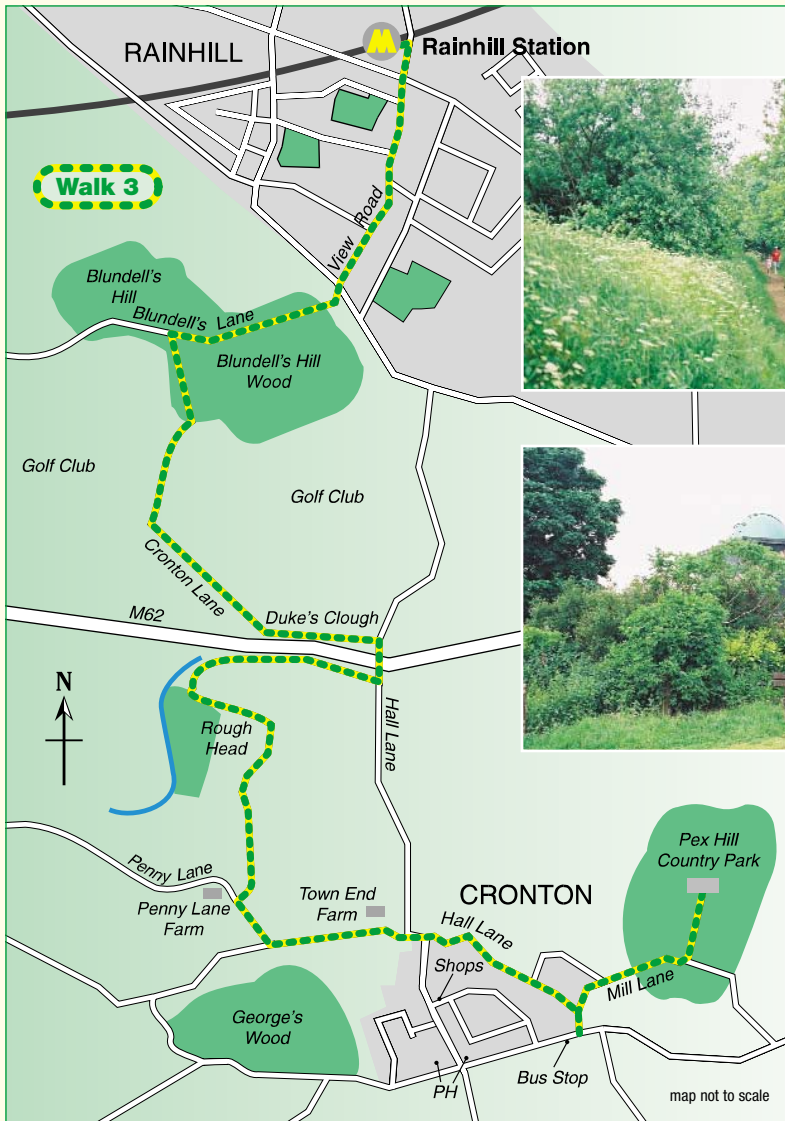 RAINHILL
M
Rainhill Station
Walk 3
View Road
Blundell's
Hill
Blundell's Lane
Blundell's Hill
Wood
Golf Club
Golf Club
Cronton Lane
M62
Duke's Clough
N
Rough
Head
Hall Lane
Pex Hill
Country Park
Penny Lane
Penny Lane
Farm
Town End
Farm
CRONTON
Hall Lane
Shops
Mill Lane
George's
Wood
PH
Bus Stop
map not to scale